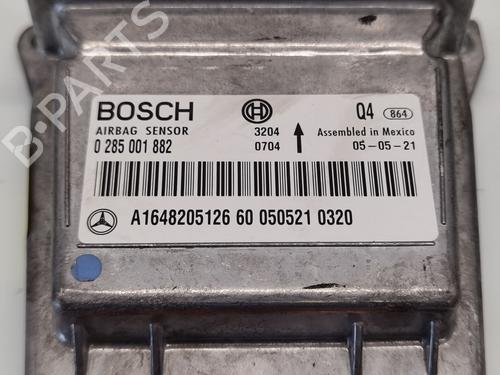 BOSCH
AIRBAG SENSOR
0 285 001 882
3204
0704
Q4 864
Assembled in Mexico
05-05-21
A1648205126 60 050521 0320
B-PARTS